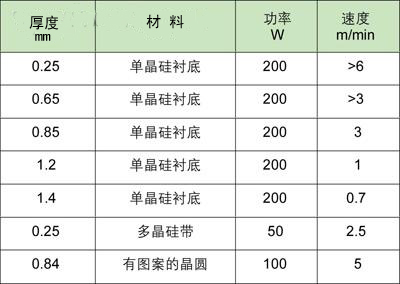 厚度 mm 材 料 功率 W 速度 m/min
0.25 单晶硅衬底 200 >6
0.65 单晶硅衬底 200 >3
0.85 单晶硅衬底 200 3
1.2 单晶硅衬底 200 1
1.4 单晶硅衬底 200 0.7
0.25 多晶硅带 50 2.5
0.84 有图案的晶圆 100 5